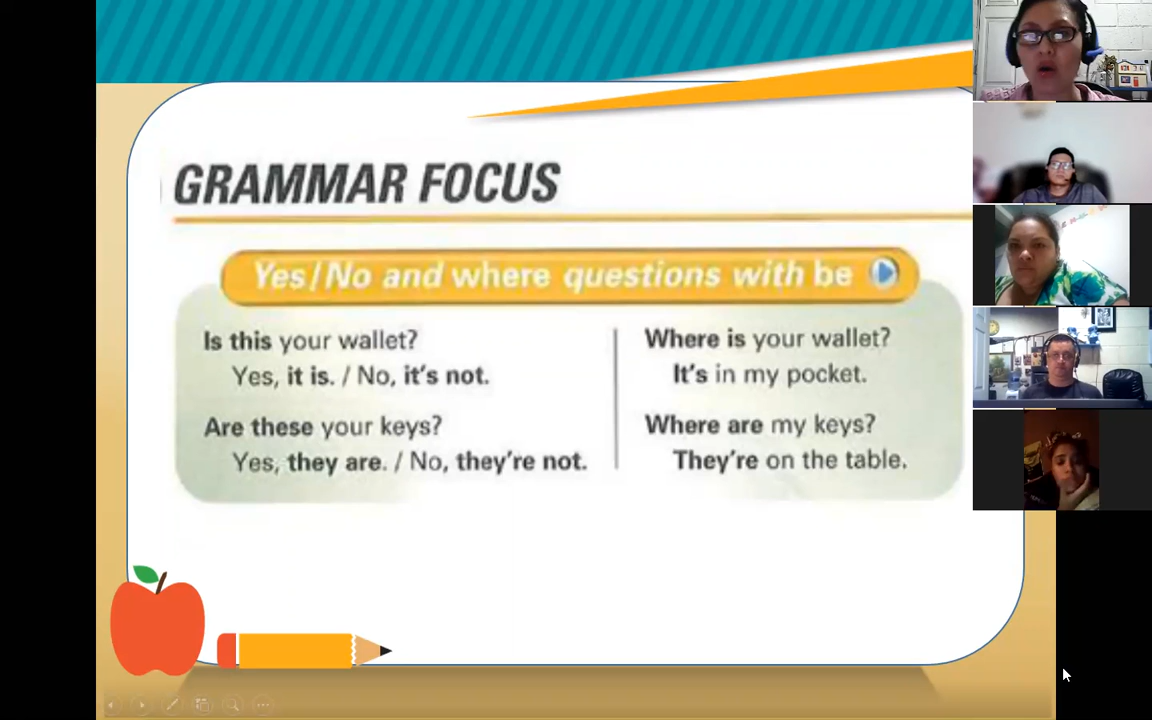 GRAMMAR FOCUS
Yes/No and where questions with be
Is this your wallet?
Yes, it is. / No, it's not.
Are these your keys?
Yes, they are. / No, they're not.
Where is your wallet?
It's in my pocket.
Where are my keys?
They're on the table.